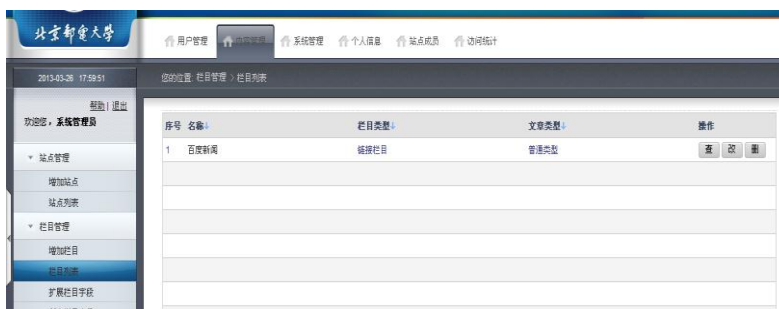 北京邮电大学
用户管理 内容管理 系统管理 个人信息 站点成员 访问统计
2013-03-26 17:59:51
您的位置: 栏目管理 > 栏目列表
帮助 | 退出
欢迎您，系统管理员
序号 名称↓ 栏目类型↓ 文章类型↓ 操作
1 百度新闻 链接栏目 普通类型 查 改 删
站点管理
增加站点
站点列表
栏目管理
增加栏目
栏目列表
扩展栏目字段